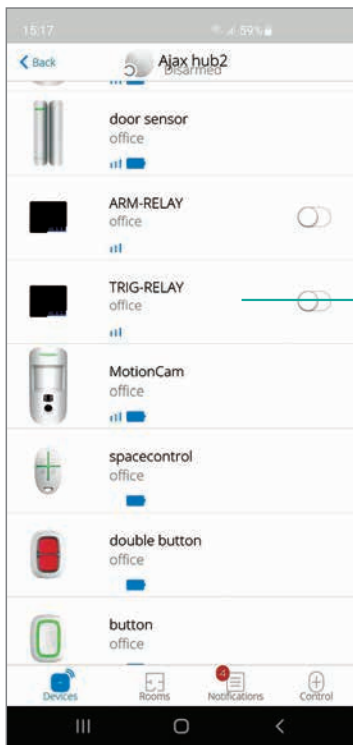 15:17
59%
Back
Ajax hub2
Disarmed
door sensor
office
ARM-RELAY
office
TRIG-RELAY
office
MotionCam
office
spacecontrol
office
double button
office
button
office
4
Devices
Rooms
Notifications
Control